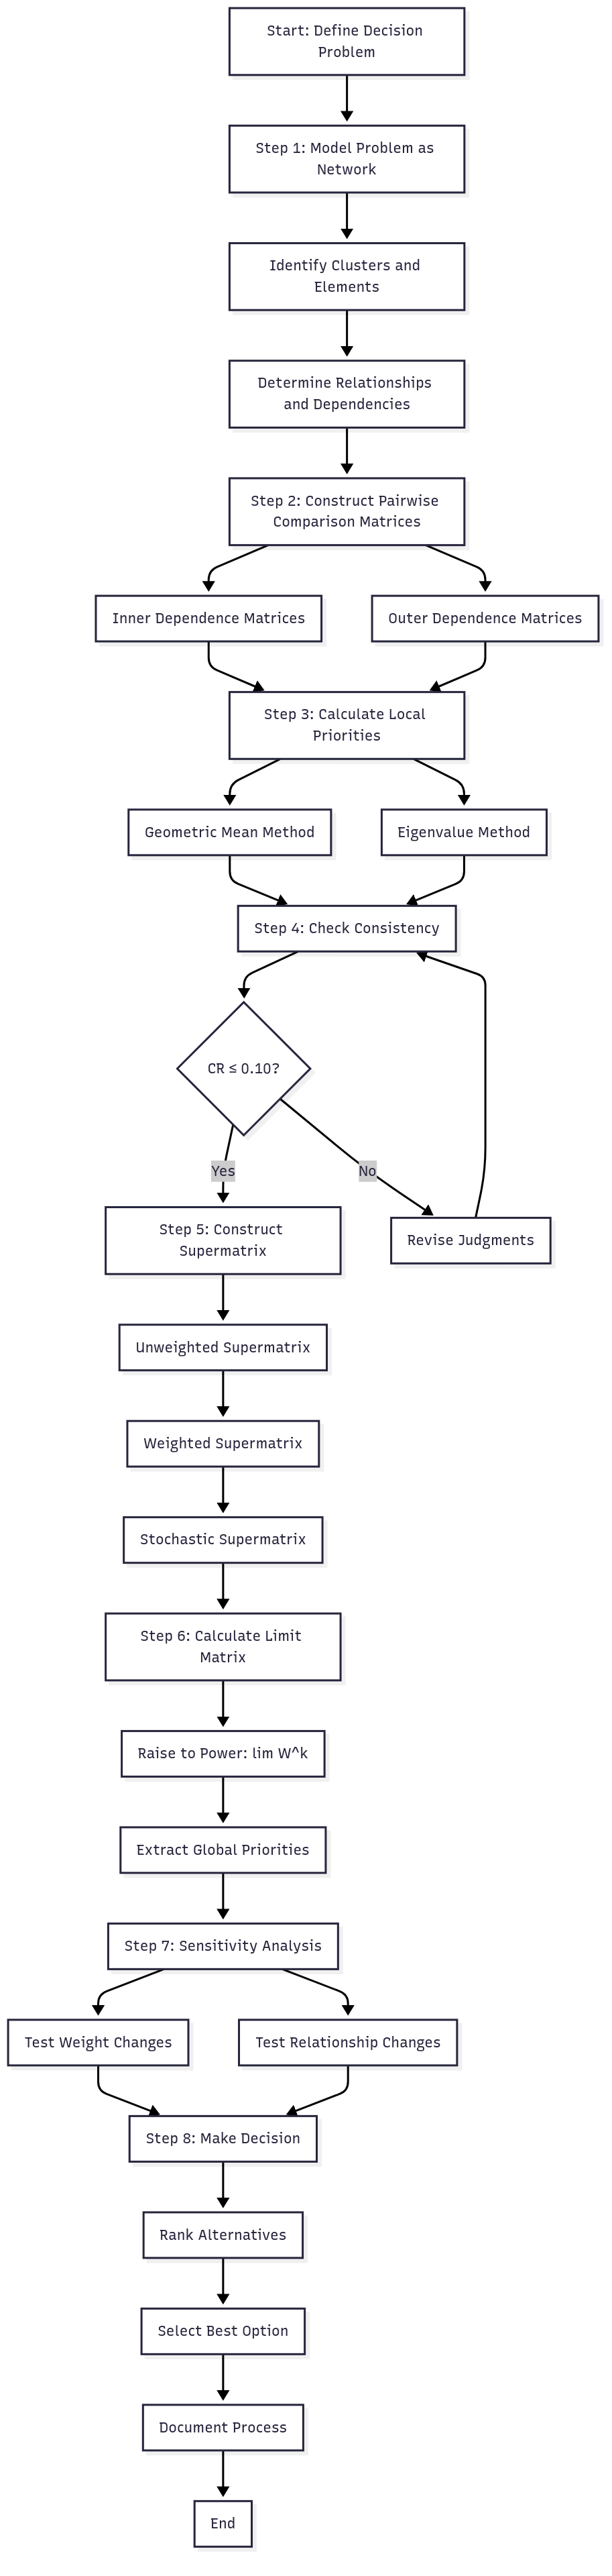 Start: Define Decision
Problem
Step 1: Model Problem as
Network
Identify Clusters and
Elements
Determine Relationships
and Dependencies
Step 2: Construct Pairwise
Comparison Matrices
Inner Dependence Matrices
Outer Dependence Matrices
Step 3: Calculate Local
Priorities
Geometric Mean Method
Eigenvalue Method
Step 4: Check Consistency
CR ≤ 0.10?
Yes
No
Step 5: Construct
Supermatrix
Revise Judgments
Unweighted Supermatrix
Weighted Supermatrix
Stochastic Supermatrix
Step 6: Calculate Limit
Matrix
Raise to Power: lim W^k
Extract Global Priorities
Step 7: Sensitivity Analysis
Test Weight Changes
Test Relationship Changes
Step 8: Make Decision
Rank Alternatives
Select Best Option
Document Process
End